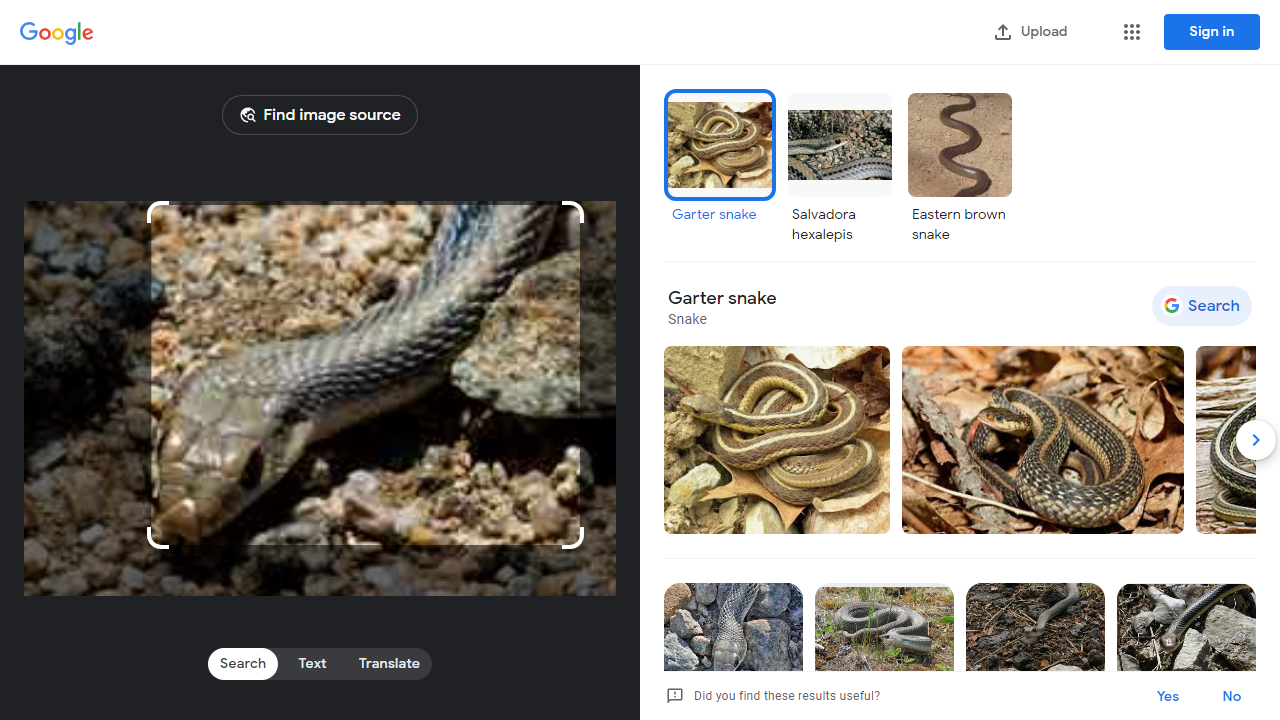 Google
Upload
Sign in
Find image source
Garter snake
Salvadora
hexalepis
Eastern brown
snake
Garter snake
Snake
Search
Search
Text
Translate
Did you find these results useful?
Yes
No